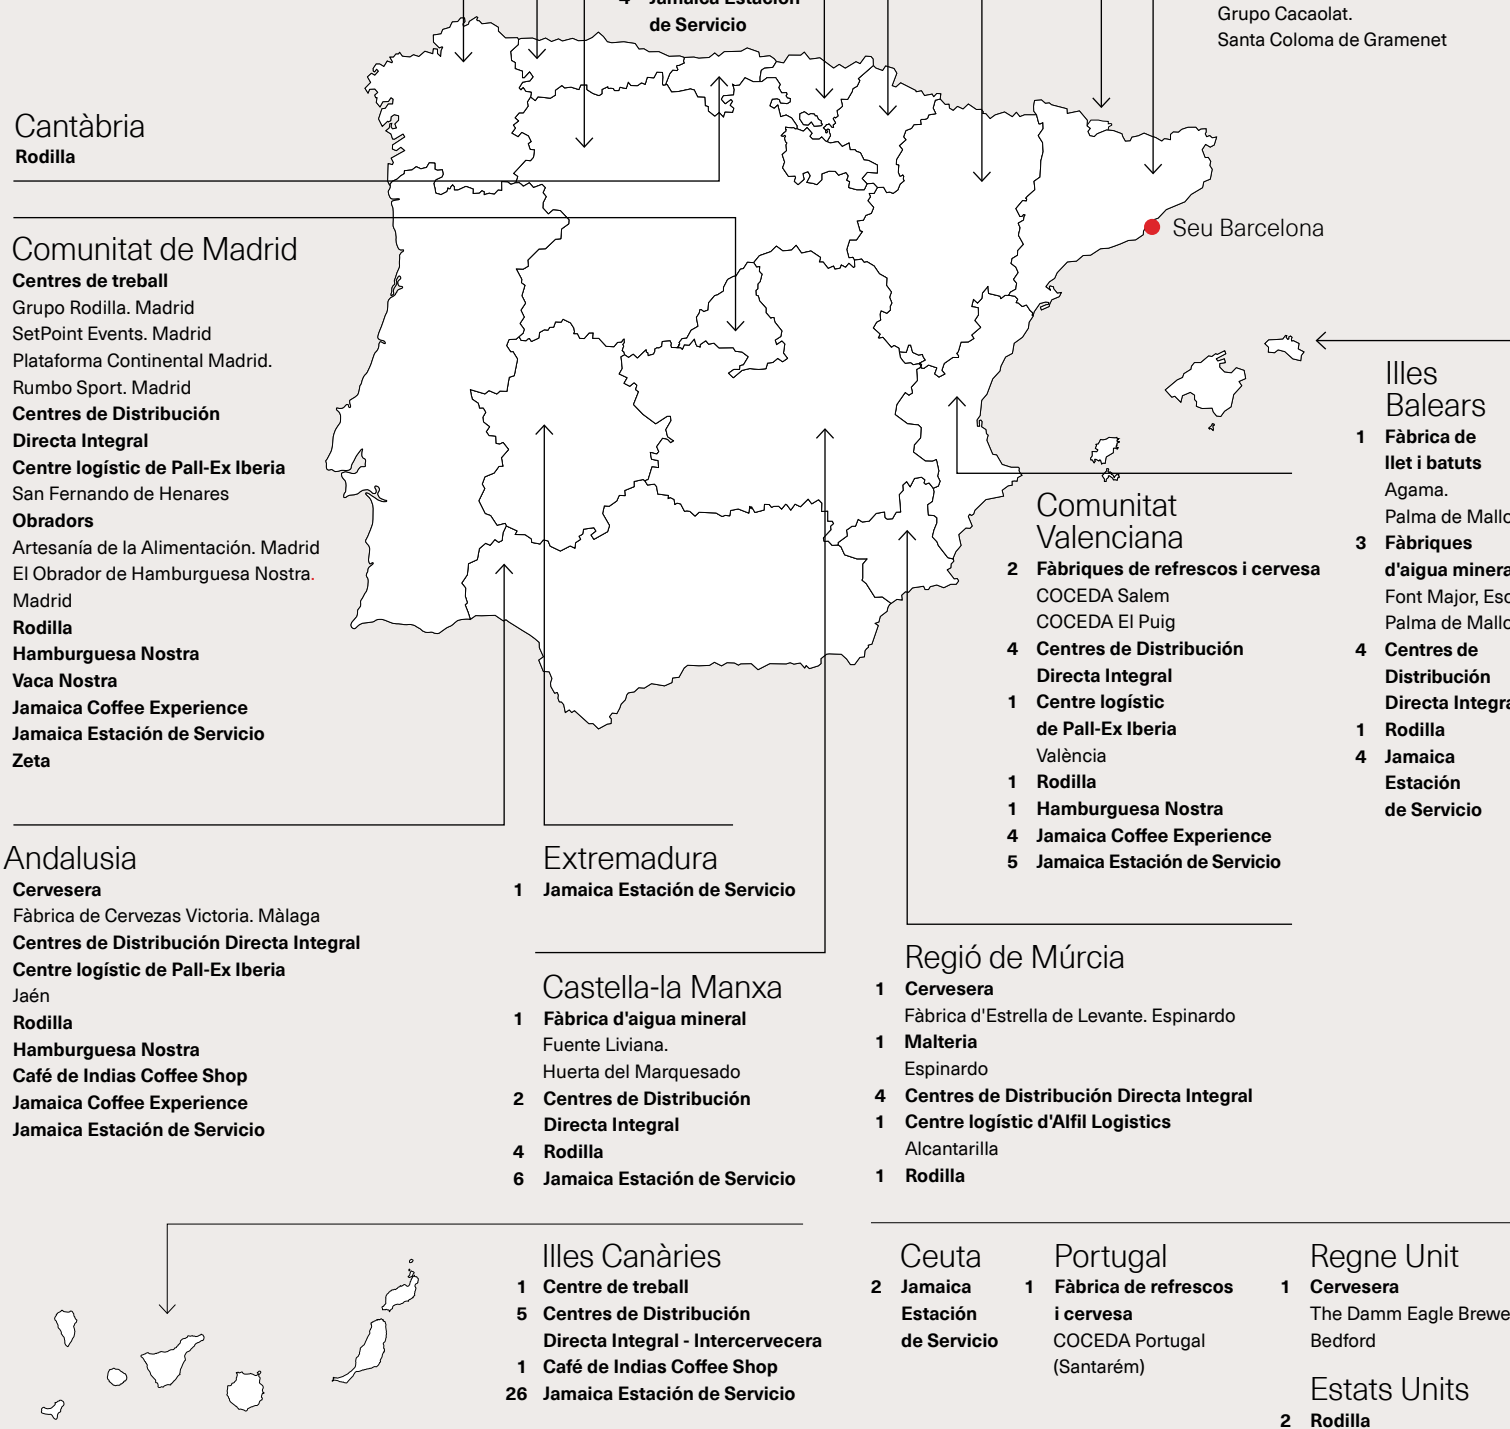 de Servicio
Grupo Cacaolat.
Santa Coloma de Gramenet
Cantàbria
Rodilla
Seu Barcelona
Comunitat de Madrid
Centres de treball
Grupo Rodilla. Madrid
SetPoint Events. Madrid
Plataforma Continental Madrid.
Rumbo Sport. Madrid
Centres de Distribución
Directa Integral
Centre logístic de Pall-Ex Iberia
San Fernando de Henares
Obradors
Artesanía de la Alimentación. Madrid
El Obrador de Hamburguesa Nostra.
Madrid
Rodilla
Hamburguesa Nostra
Vaca Nostra
Jamaica Coffee Experience
Jamaica Estación de Servicio
Zeta
Illes
Balears
1 Fàbrica de
llet i batuts
Agama.
Palma de
3 Fàbriques
d'aigua
Font Major,
Palma de
4 Centres de
Distribución
Directa
1 Rodilla
4 Jamaica
Estación
de Servicio
Comunitat
Valenciana
2 Fàbriques de refrescos i cervesa
COCEDA Salem
COCEDA El Puig
4 Centres de Distribución
Directa Integral
1 Centre logístic
de Pall-Ex Iberia
València
1 Rodilla
1 Hamburguesa Nostra
4 Jamaica Coffee Experience
5 Jamaica Estación de Servicio
Andalusia
Cervesera
Fàbrica de Cervezas Victoria. Màlaga
Centres de Distribución Directa Integral
Centre logístic de Pall-Ex Iberia
Jaén
Rodilla
Hamburguesa Nostra
Café de Indias Coffee Shop
Jamaica Coffee Experience
Jamaica Estación de Servicio
Extremadura
1 Jamaica Estación de Servicio
Castella-la Manxa
1 Fàbrica d'aigua mineral
Fuente Liviana.
Huerta del Marquesado
2 Centres de Distribución
Directa Integral
4 Rodilla
6 Jamaica Estación de Servicio
Regió de Múrcia
1 Cervesera
Fàbrica d'Estrella de Levante. Espinardo
1 Malteria
Espinardo
4 Centres de Distribución Directa Integral
1 Centre logístic d'Alfil Logistics
Alcantarilla
1 Rodilla
Illes Canàries
1 Centre de treball
5 Centres de Distribución
Directa Integral - Intercervecera
1 Café de Indias Coffee Shop
26 Jamaica Estación de Servicio
Ceuta
2 Jamaica
Estación
de Servicio
Portugal
1 Fàbrica de refrescos
i cervesa
COCEDA Portugal
(Santarém)
Regne Unit
1 Cervesera
The Damm Eagle
Bedford
Estats Units
2 Rodilla